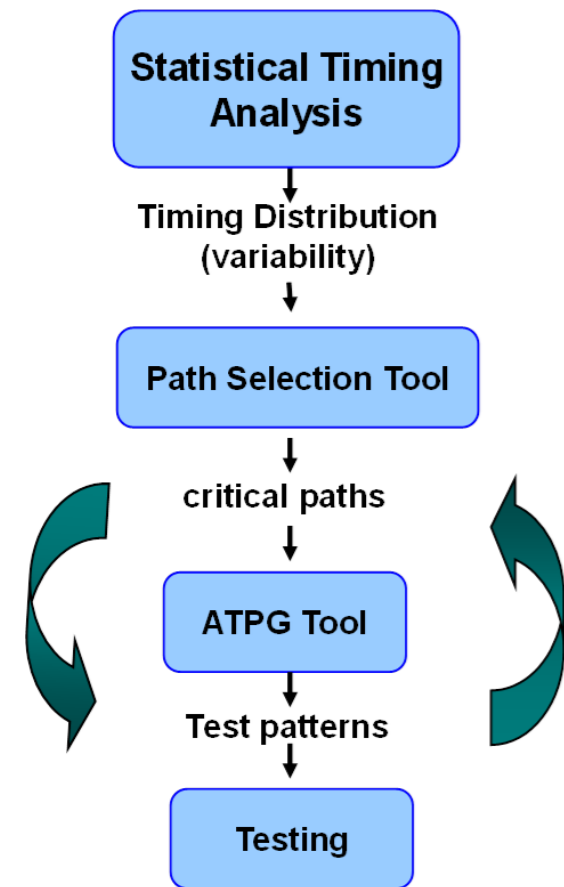 Statistical Timing
Analysis
Timing Distribution
(variability)
Path Selection Tool
critical paths
ATPG Tool
Test patterns
Testing